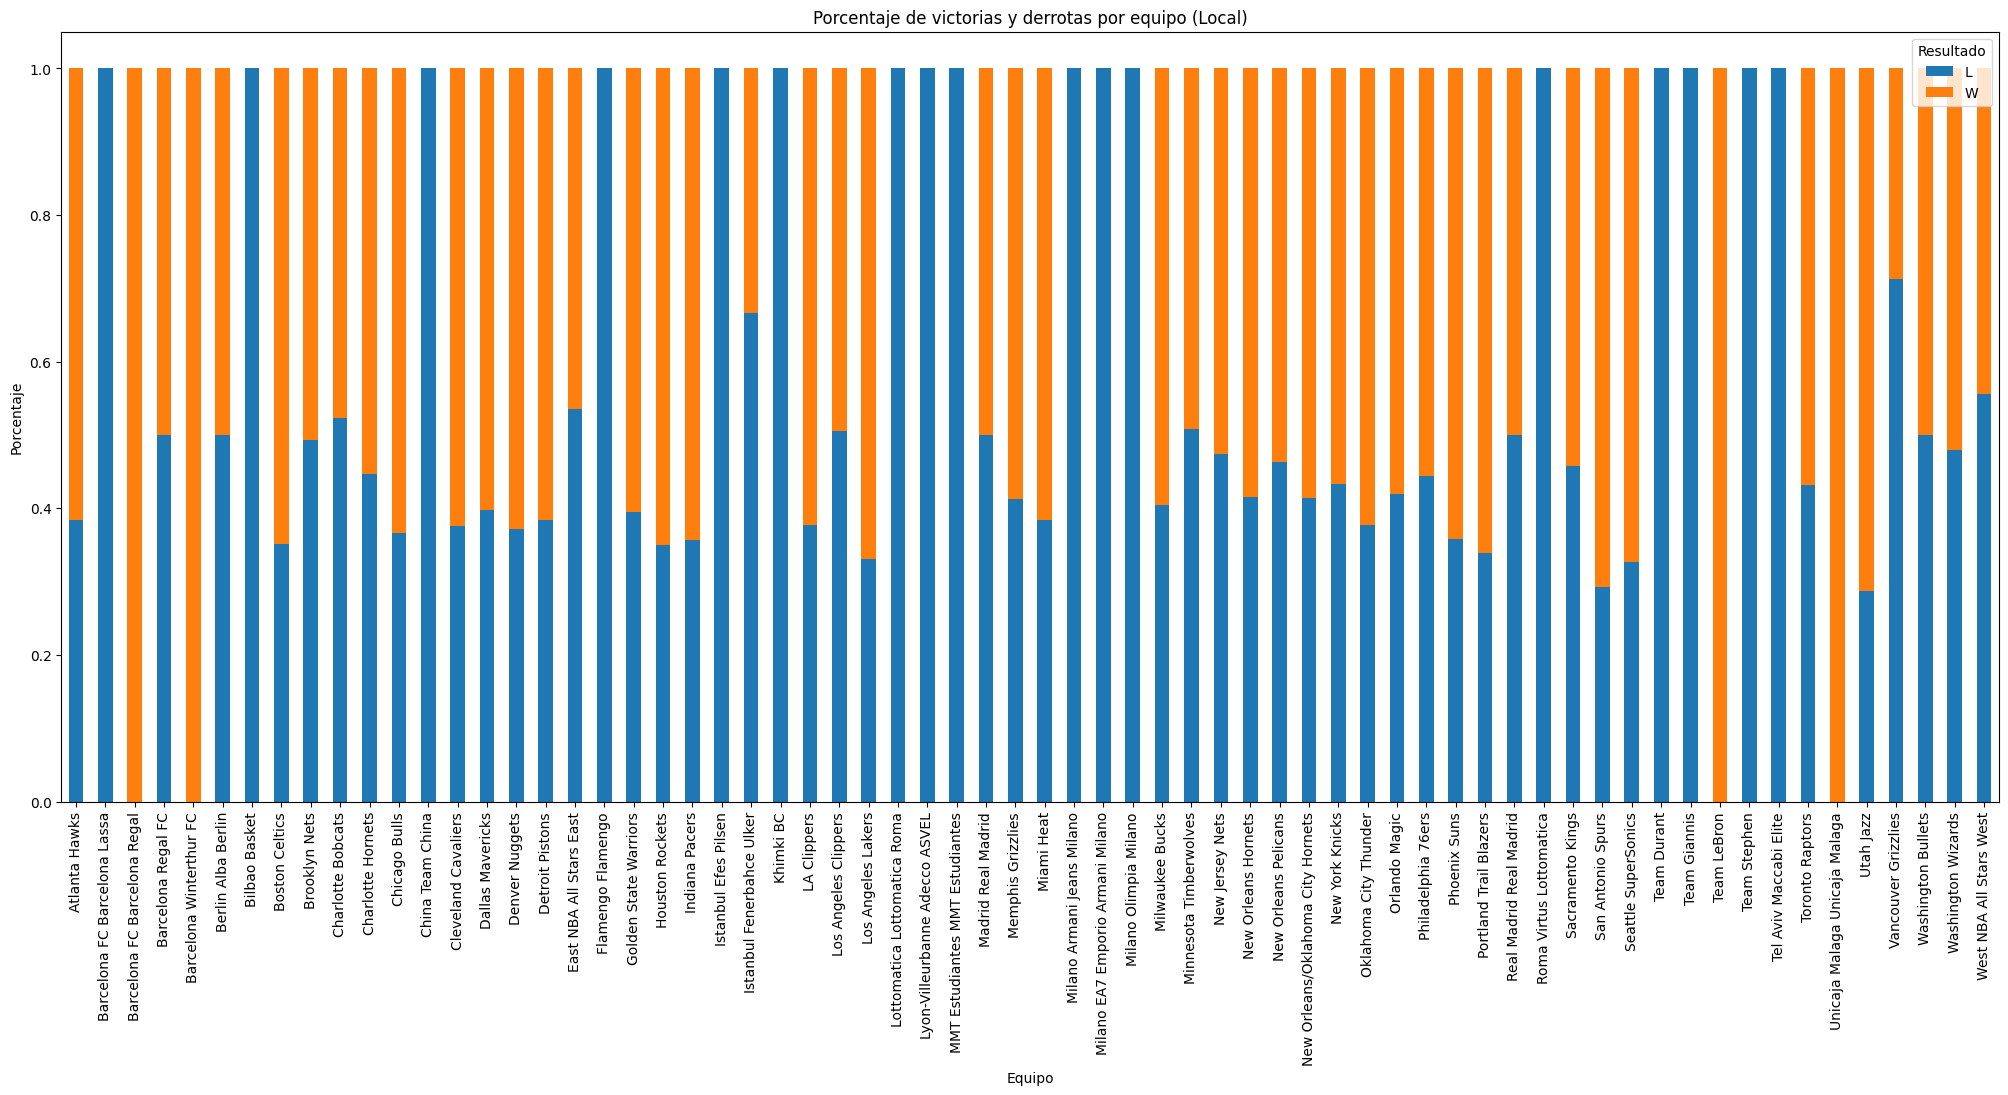 Porcentaje de victorias y derrotas por equipo (Local)
Resultado
L
W
Porcentaje
1.0
0.8
0.6
0.4
0.2
0.0
Atlanta Hawks
Barcelona FC Barcelona Lassa
Barcelona FC Barcelona Regal
Barcelona Regal FC
Barcelona Winterthur FC
Berlin Alba Berlin
Bilbao Basket
Boston Celtics
Brooklyn Nets
Charlotte Bobcats
Charlotte Hornets
Chicago Bulls
China Team China
Cleveland Cavaliers
Dallas Mavericks
Denver Nuggets
Detroit Pistons
East NBA All Stars East
Flamengo Flamengo
Golden State Warriors
Houston Rockets
Indiana Pacers
Istanbul Efes Pilsen
Istanbul Fenerbahce Ulker
Khimki BC
LA Clippers
Los Angeles Clippers
Los Angeles Lakers
Lottomatica Lottomatica Roma
Lyon-Villeurbanne Adecco ASVEL
MMT Estudiantes MMT Estudiantes
Madrid Real Madrid
Memphis Grizzlies
Miami Heat
Milano Armani Jeans Milano
Milano EA7 Emporio Armani Milano
Milano Olimpia Milano
Milwaukee Bucks
Minnesota Timberwolves
New Jersey Nets
New Orleans Hornets
New Orleans Pelicans
New Orleans/Oklahoma City Hornets
New York Knicks
Oklahoma City Thunder
Orlando Magic
Philadelphia 76ers
Phoenix Suns
Portland Trail Blazers
Real Madrid Real Madrid
Roma Virtus Lottomatica
Sacramento Kings
San Antonio Spurs
Seattle SuperSonics
Team Durant
Team Giannis
Team LeBron
Team Stephen
Tel Aviv Maccabi Elite
Toronto Raptors
Unicaja Malaga Unicaja Malaga
Utah Jazz
Vancouver Grizzlies
Washington Bullets
Washington Wizards
West NBA All Stars West
Equipo